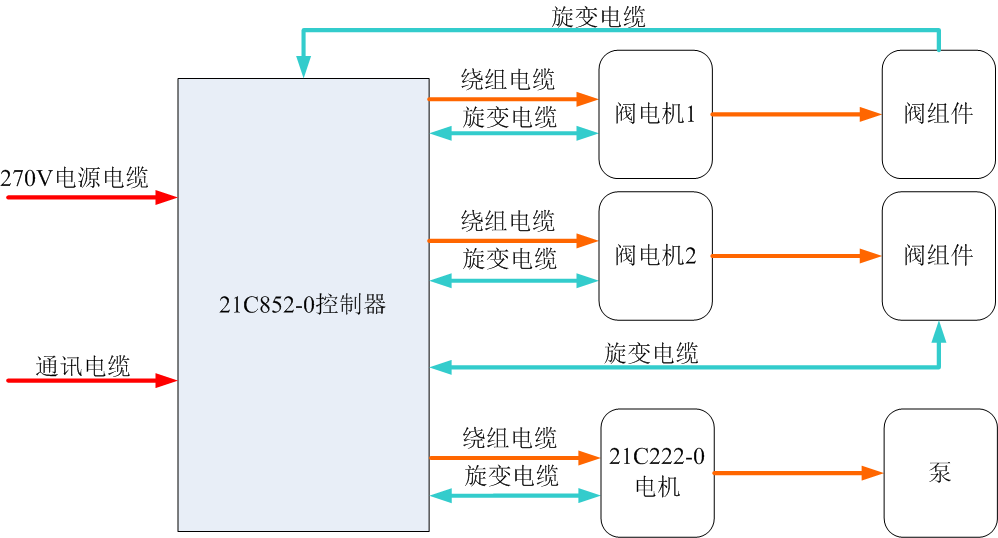 旋变电缆
绕组电缆
旋变电缆
阀电机1
阀组件
270V电源电缆
绕组电缆
旋变电缆
阀电机2
阀组件
21C852-0控制器
旋变电缆
通讯电缆
绕组电缆
旋变电缆
21C222-0
电机
泵